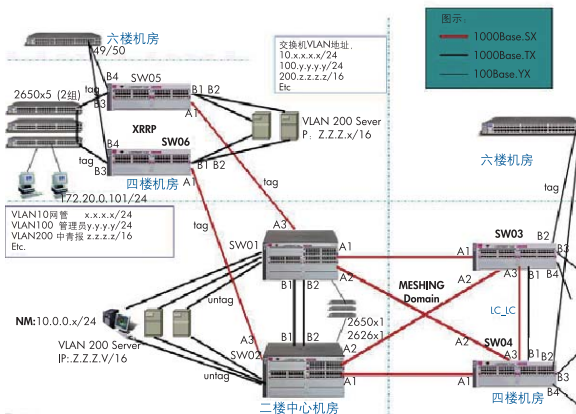 六楼机房
49/50
2650x5 (2组)
tag
B4
SW05
B3
A1
B1 B2
XRRP
SW06
B4
B3
tag
四楼机房
A1
B1 B2
172.20.0.101/24
交换机VLAN地址,
10.x.x.x/24
100.y.y.y/24
200.z.z.z/16
Etc
VLAN 200 Sever
P: Z.Z.Z.x/16
图示:
1000Base.SX
1000Base.TX
100Base.YX
六楼机房
VLAN10网管 x.x.x.x/24
VLAN100 管理员y.y.y.y/24
VLAN200 中青报 z.z.z.z/16
Etc.
tag
tag
A3
SW01
A1
A2
B1 B2
untag
NM:10.0.0.x/24
VLAN 200 Server
IP:.Z.Z.Z.V/16
untag
B1 B2
A3
SW02
2650x1
2626x1
A2
A1
二楼中心机房
MESHING
Domain
SW03
A1
A2
A3
B1
B2
B3
B4
LC_LC
SW04
A2
A3
B1
B2
A1
B3
B4
四楼机房